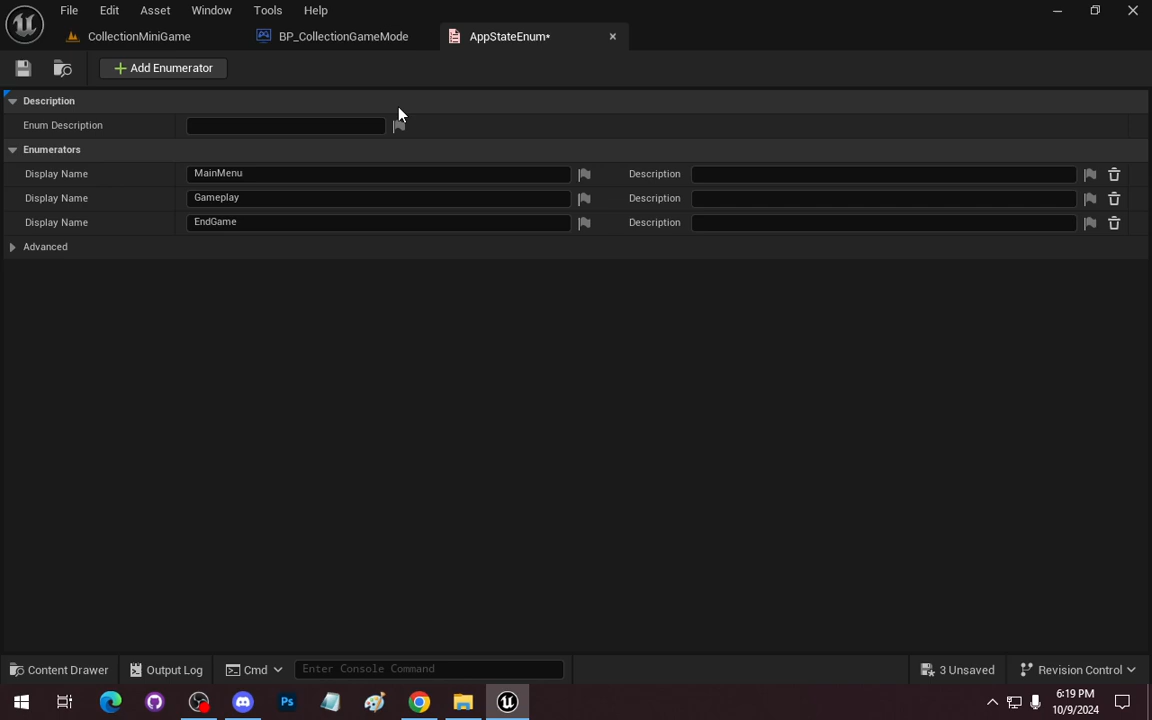 File Edit Asset Window Tools Help
CollectionMiniGame BP_CollectionGameMode AppStateEnum*
Add Enumerator
Description
Enum Description
Enumerators
Display Name MainMenu Description
Display Name Gameplay Description
Display Name EndGame Description
Advanced
Content Drawer Output Log Cmd Enter Console Command 3 Unsaved Revision Control
Ps 6:19 PM
10/9/2024